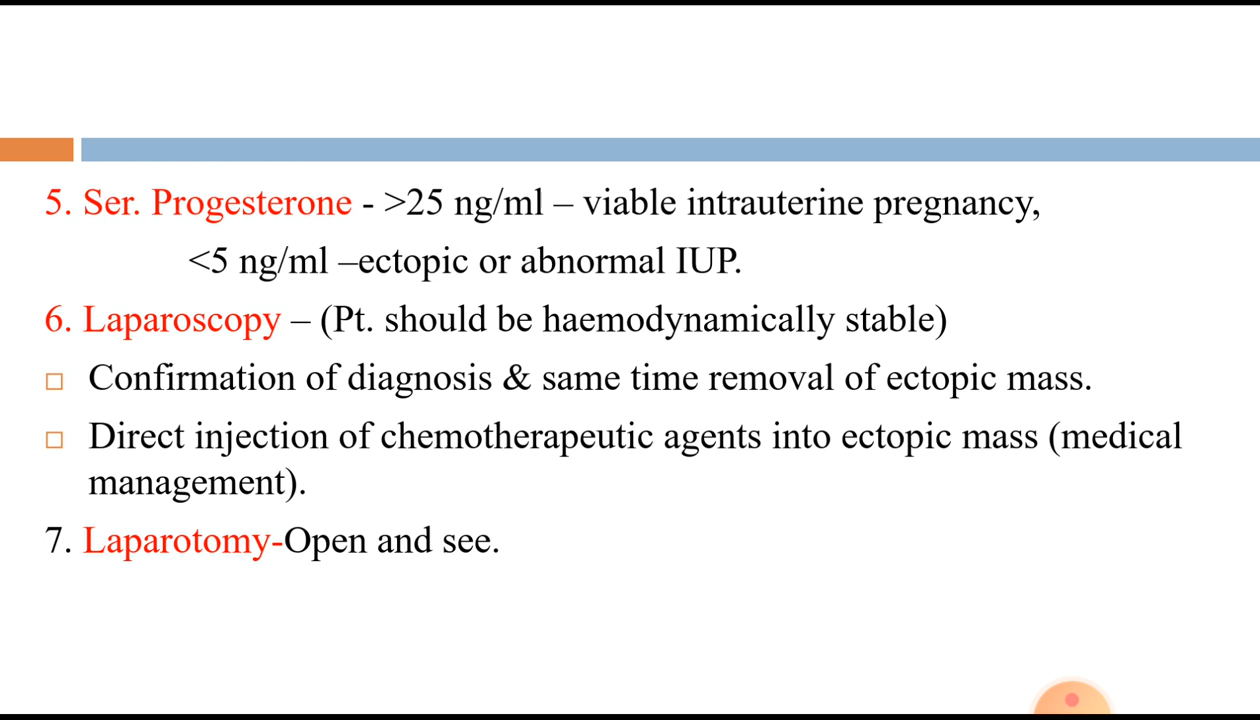 5. Ser. Progesterone - >25 ng/ml – viable intrauterine pregnancy,
<5 ng/ml –ectopic or abnormal IUP.
6. Laparoscopy – (Pt. should be haemodynamically stable)
Confirmation of diagnosis & same time removal of ectopic mass.
Direct injection of chemotherapeutic agents into ectopic mass (medical
management).
7. Laparotomy-Open and see.